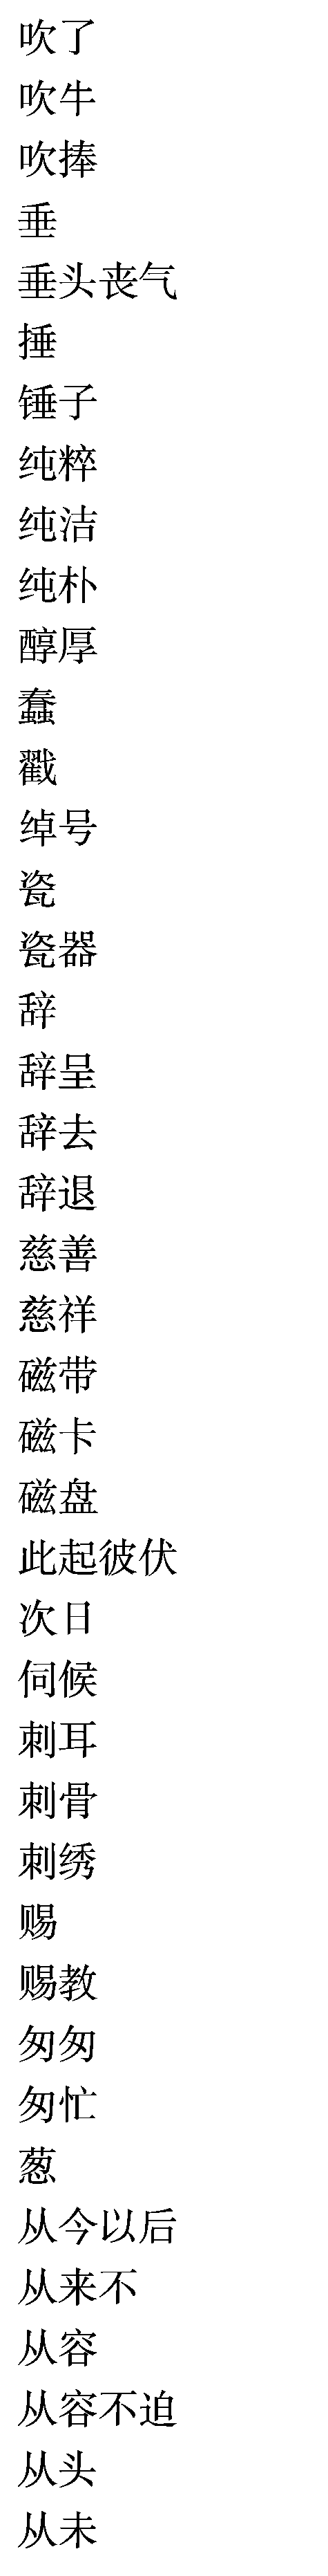 吹了
吹牛
吹捧
垂
垂头丧气
捶
锤子
纯粹
纯洁
纯朴
醇厚
蠢
戳
绰号
瓷
瓷器
辞
辞呈
辞去
辞退
慈善
慈祥
磁带
磁卡
磁盘
此起彼伏
次日
伺候
刺耳
刺骨
刺绣
赐
赐教
匆匆
匆忙
葱
从今以后
从来不
从容
从容不迫
从头
从未